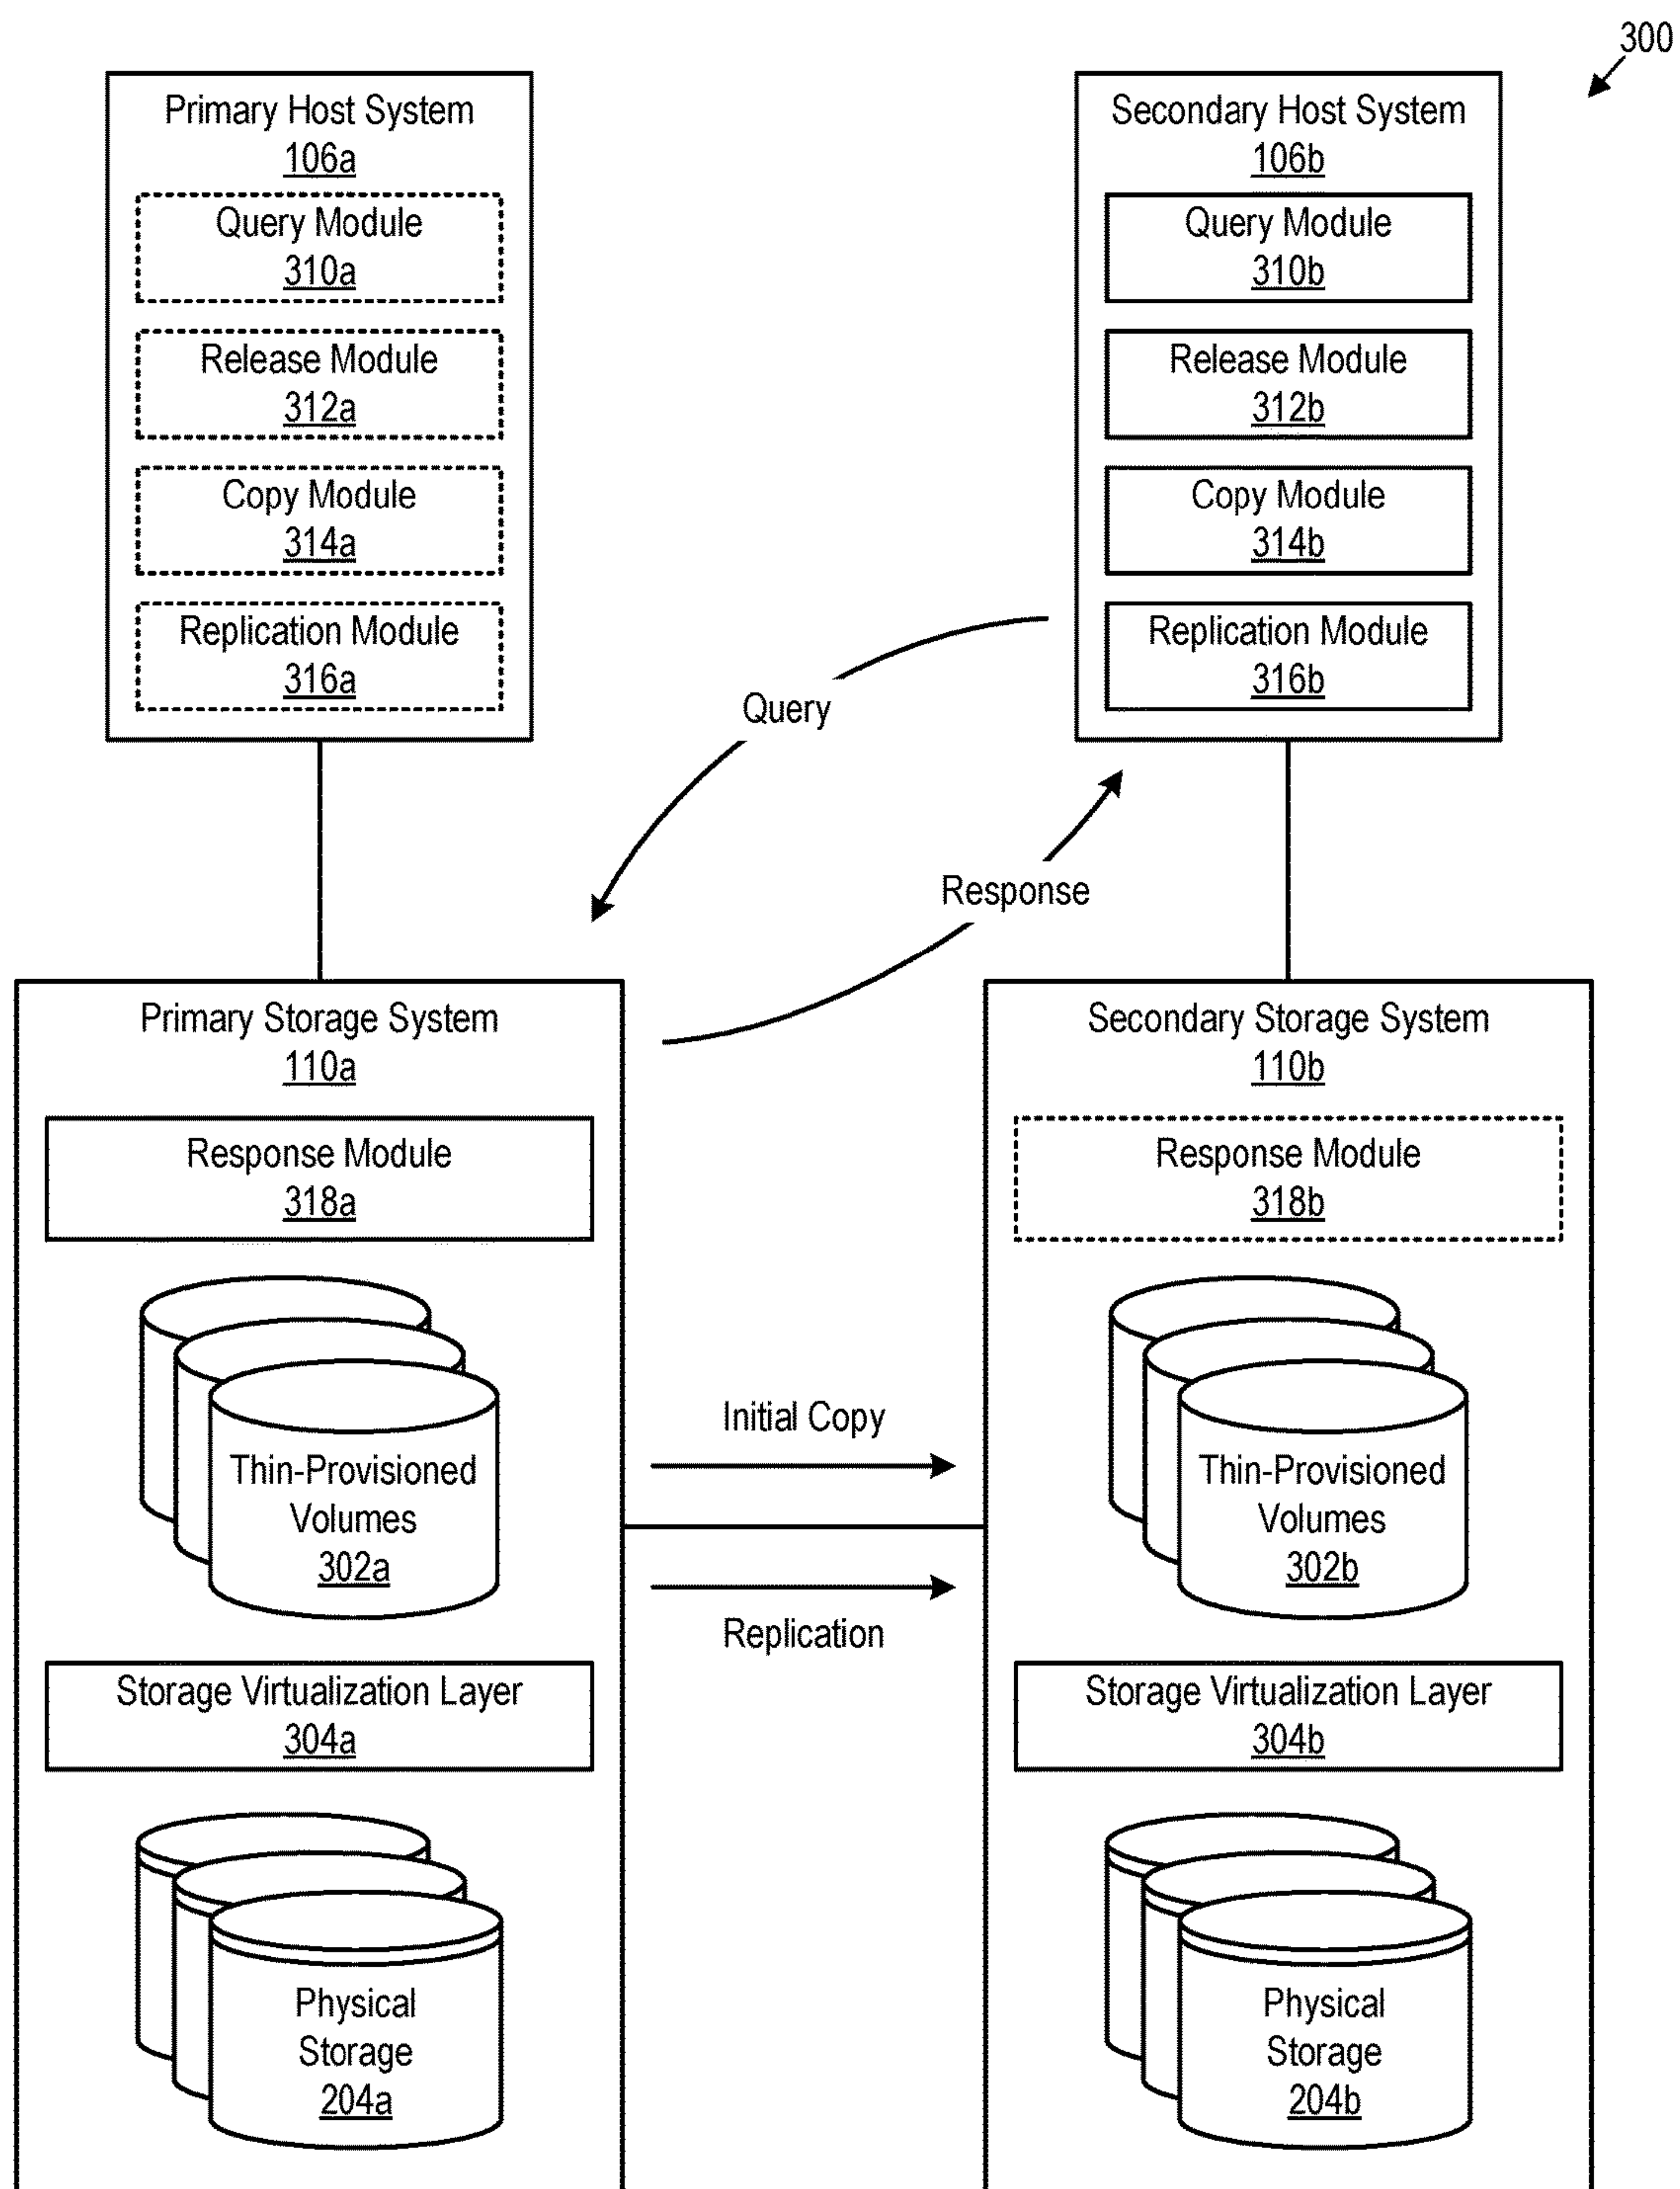 300
Primary Host System
106a
Query Module
310a
Release Module
312a
Copy Module
314a
Replication Module
316a
Secondary Host System
106b
Query Module
310b
Release Module
312b
Copy Module
314b
Replication Module
316b
Query
Response
Primary Storage System
110a
Response Module
318a
Thin-Provisioned
Volumes
302a
Storage Virtualization Layer
304a
Physical
Storage
204a
Initial Copy
Replication
Secondary Storage System
110b
Response Module
318b
Thin-Provisioned
Volumes
302b
Storage Virtualization Layer
304b
Physical
Storage
204b